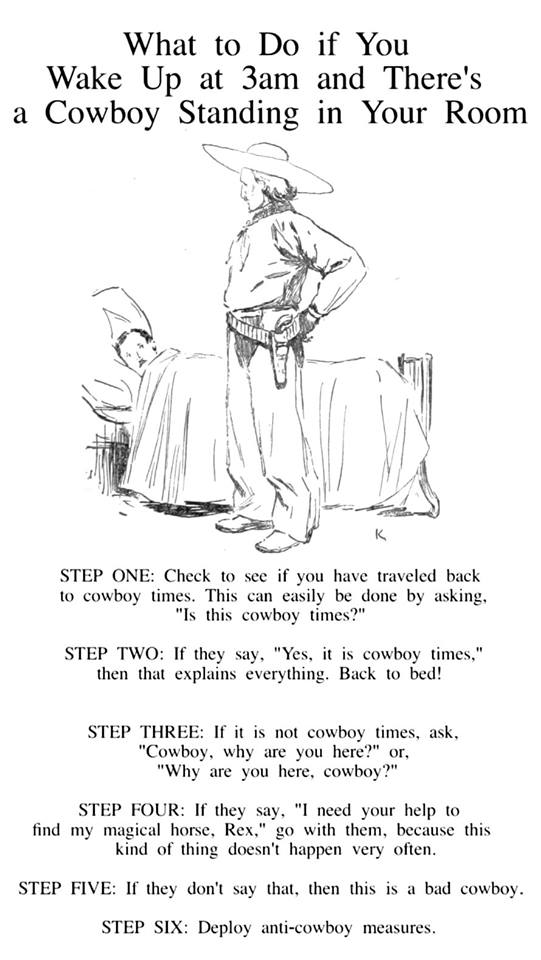 What to Do if You
Wake Up at 3am and There's
a Cowboy Standing in Your Room
K
STEP ONE: Check to see if you have traveled back
to cowboy times. This can easily be done by asking,
"Is this cowboy times?"
STEP TWO: If they say, "Yes, it is cowboy times,"
then that explains everything. Back to bed!
STEP THREE: If it is not cowboy times, ask,
"Cowboy, why are you here?" or,
"Why are you here, cowboy?"
STEP FOUR: If they say, "I need your help to
find my magical horse, Rex," go with them, because this
kind of thing doesn't happen very often.
STEP FIVE: If they don't say that, then this is a bad cowboy.
STEP SIX: Deploy anti-cowboy measures.